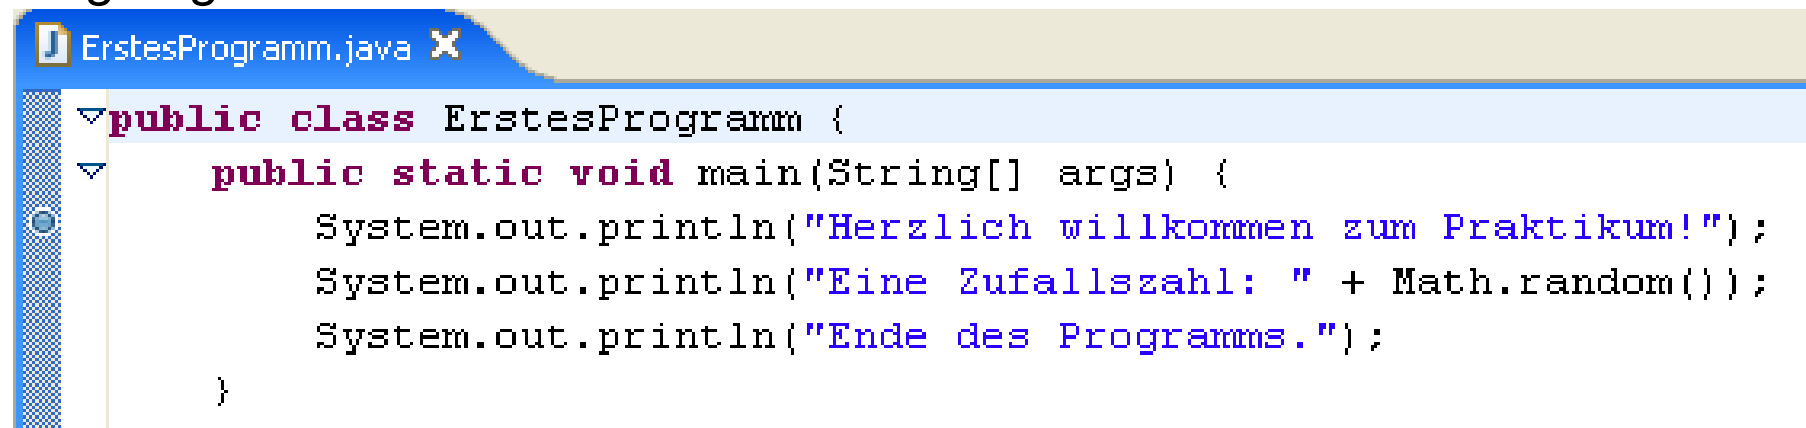 ErstesProgramm.java
public class ErstesProgramm {
public static void main(String[] args) {
System.out.println("Herzlich willkommen zum Praktikum!");
System.out.println("Eine Zufallszahl: " + Math.random());
System.out.println("Ende des Programms.");
}